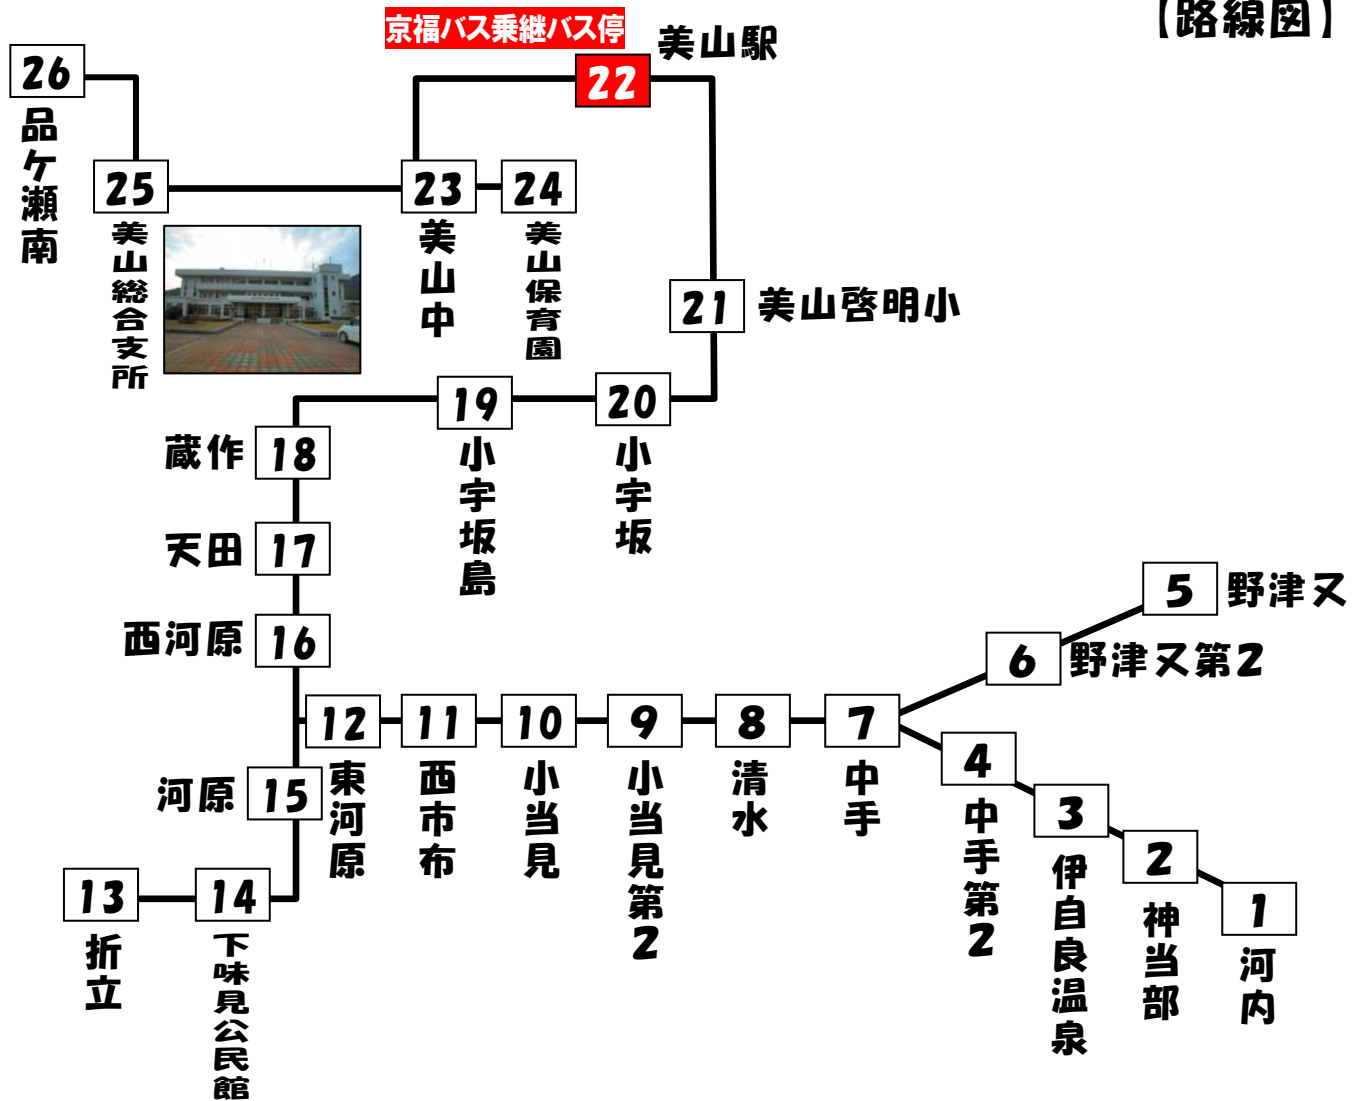 【路線図】
京福バス乗継バス停
美山駅
22
26
品ケ瀬南
25
美山総合支所
23
美山中
24
美山保育園
21
美山啓明小
19
小宇坂島
20
小宇坂
蔵作
18
天田
17
西河原
16
5
野津又
6
野津又第2
12
東河原
11
西市布
10
小当見
9
小当見第2
8
清水
7
中手
4
中手第2
3
伊自良温泉
2
神当部
1
河内
河原
15
13
折立
14
下味見公民館